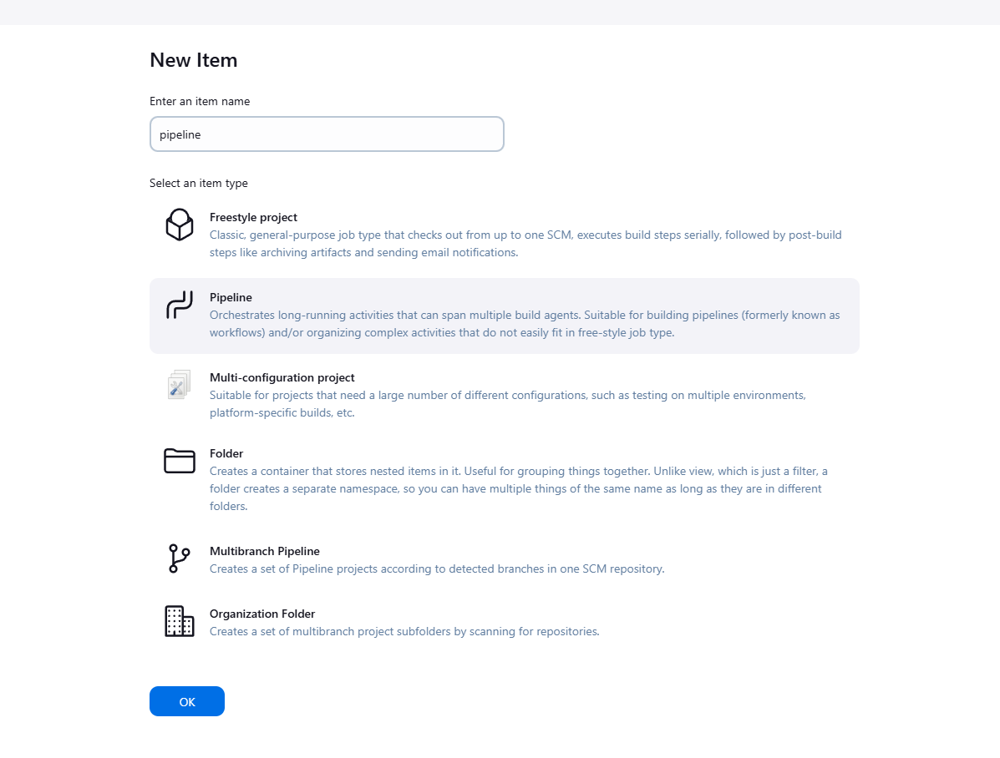 New Item
Enter an item name
pipeline
Select an item type
Freestyle project
Classic, general-purpose job type that checks out from up to one SCM, executes build steps serially, followed by post-build
steps like archiving artifacts and sending email notifications.
Pipeline
Orchestrates long-running activities that can span multiple build agents. Suitable for building pipelines (formerly known as
workflows) and/or organizing complex activities that do not easily fit in free-style job type.
Multi-configuration project
Suitable for projects that need a large number of different configurations, such as testing on multiple environments,
platform-specific builds, etc.
Folder
Creates a container that stores nested items in it. Useful for grouping things together. Unlike view, which is just a filter, a
folder creates a separate namespace, so you can have multiple things of the same name as long as they are in different
folders.
Multibranch Pipeline
Creates a set of Pipeline projects according to detected branches in one SCM repository.
Organization Folder
Creates a set of multibranch project subfolders by scanning for repositories.
OK